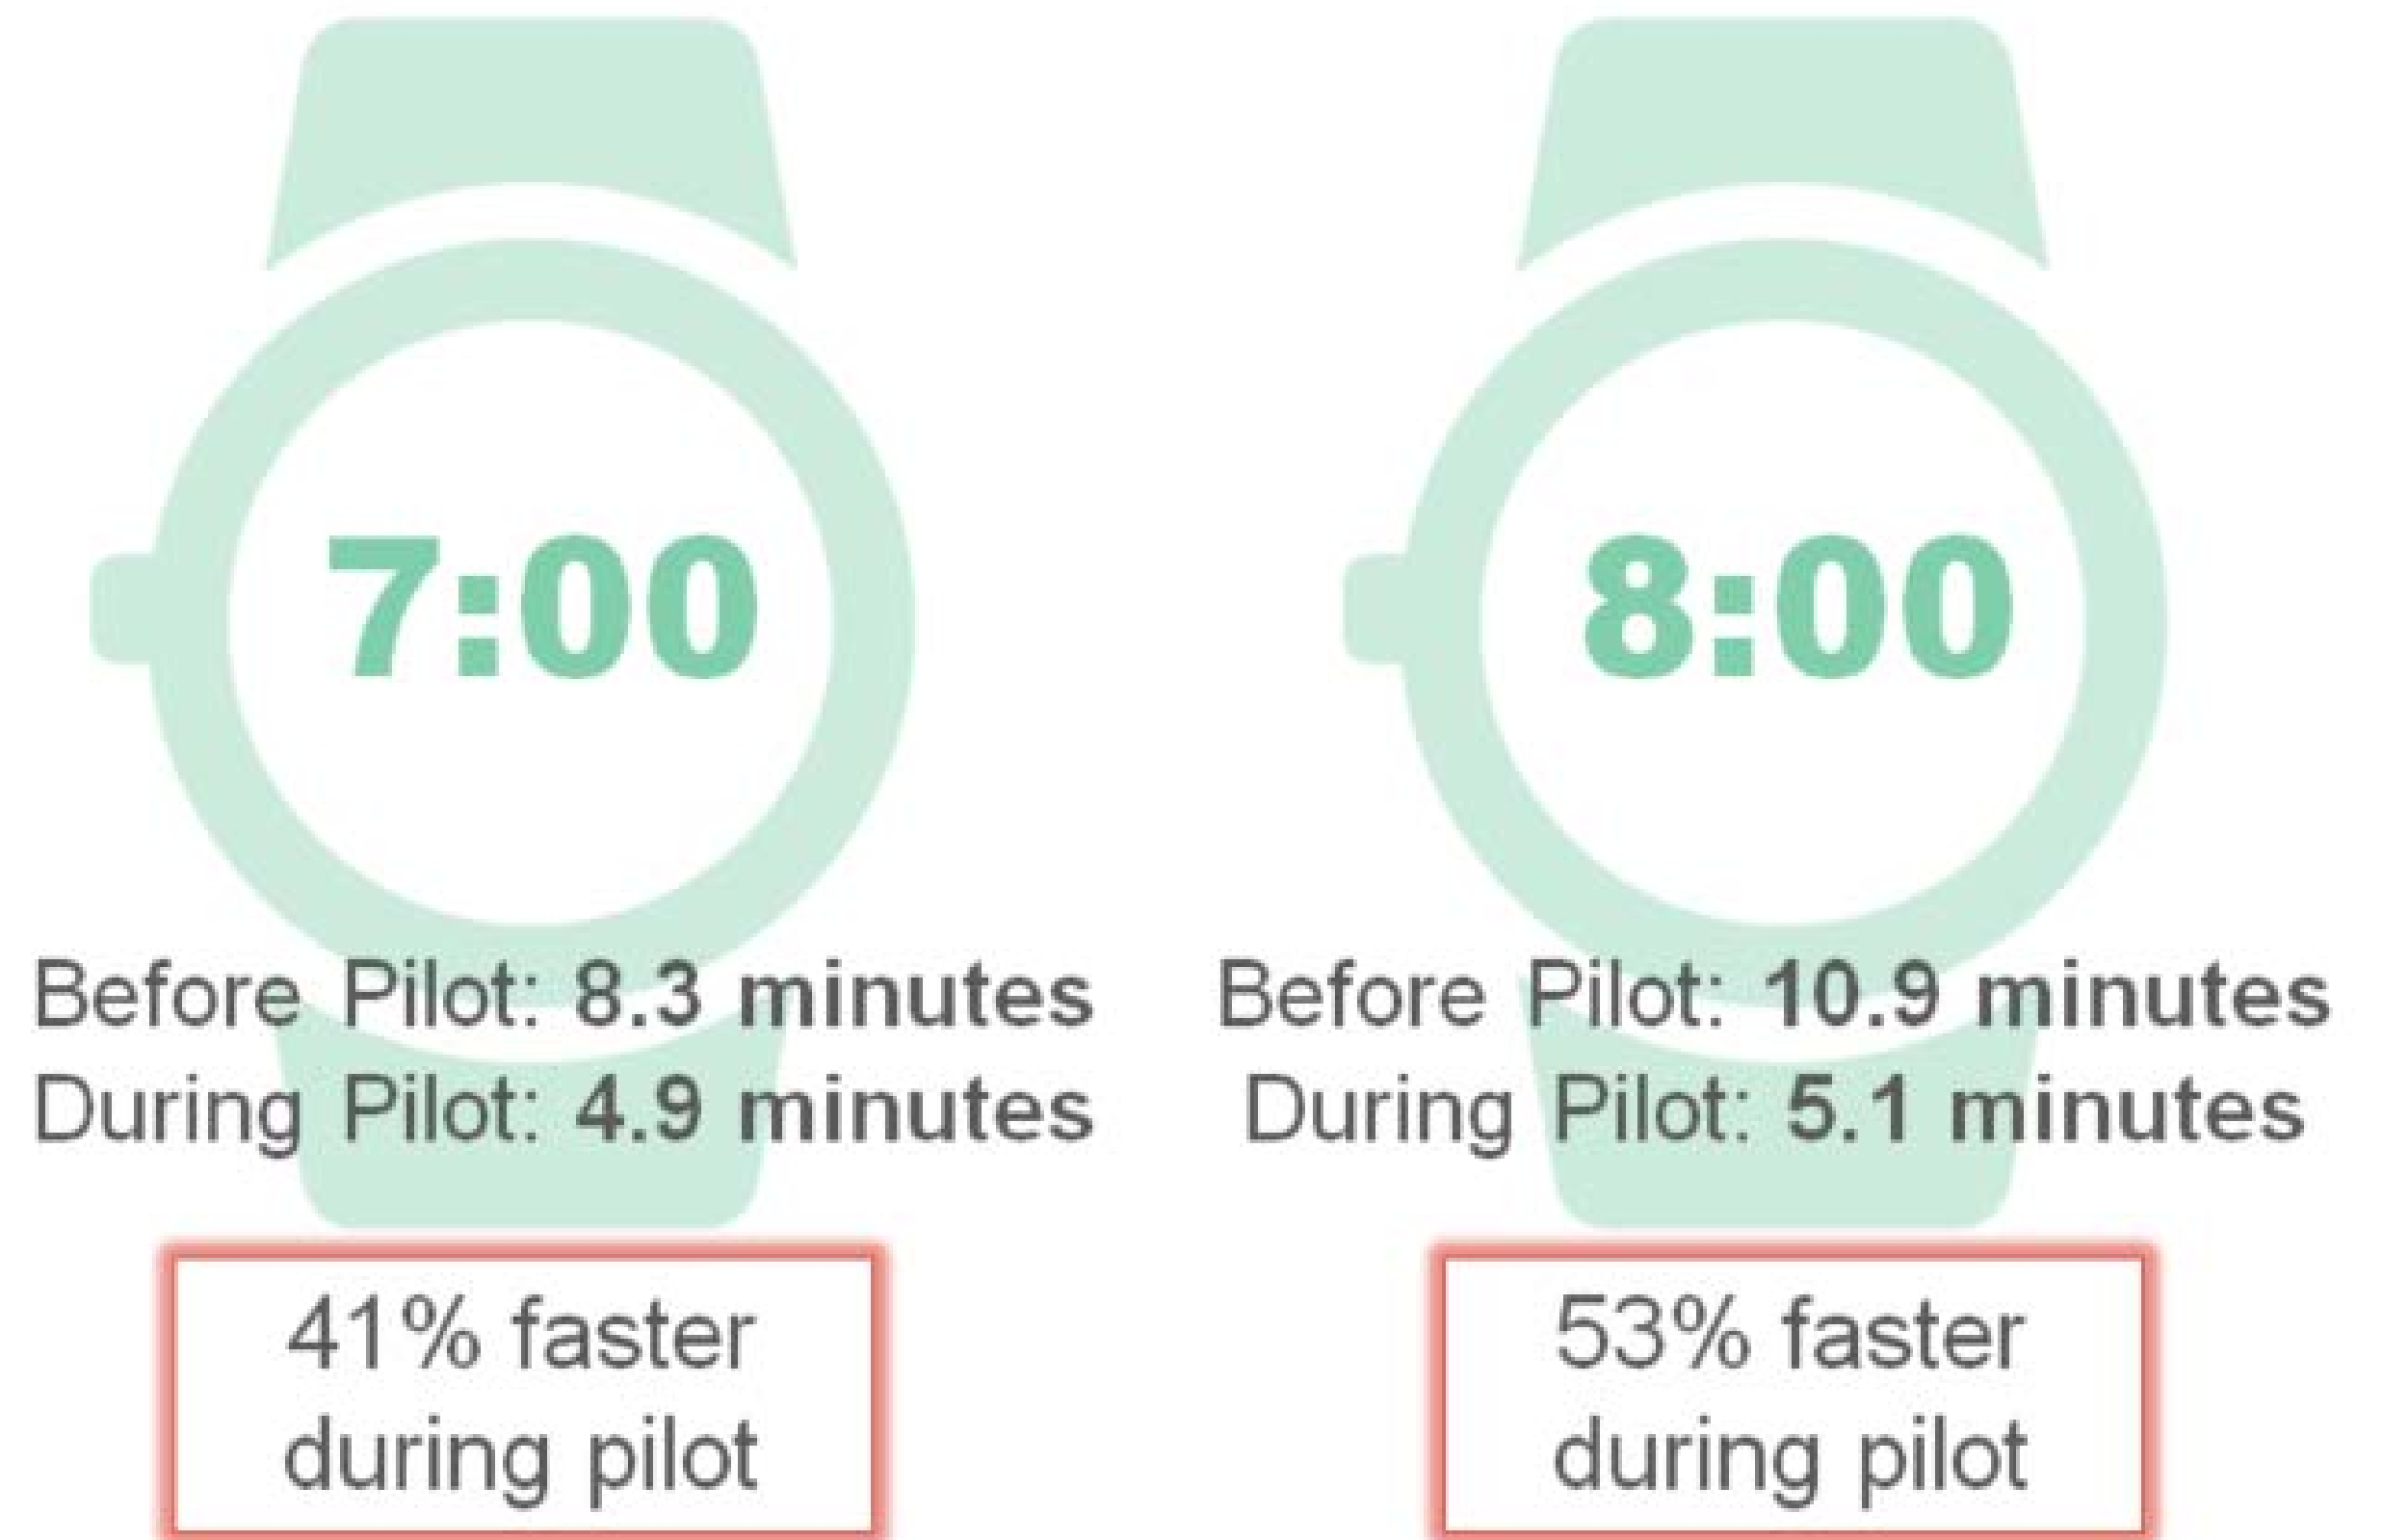 7:00
Before Pilot: 8.3 minutes
During Pilot: 4.9 minutes
41% faster
during pilot
8:00
Before Pilot: 10.9 minutes
During Pilot: 5.1 minutes
53% faster
during pilot